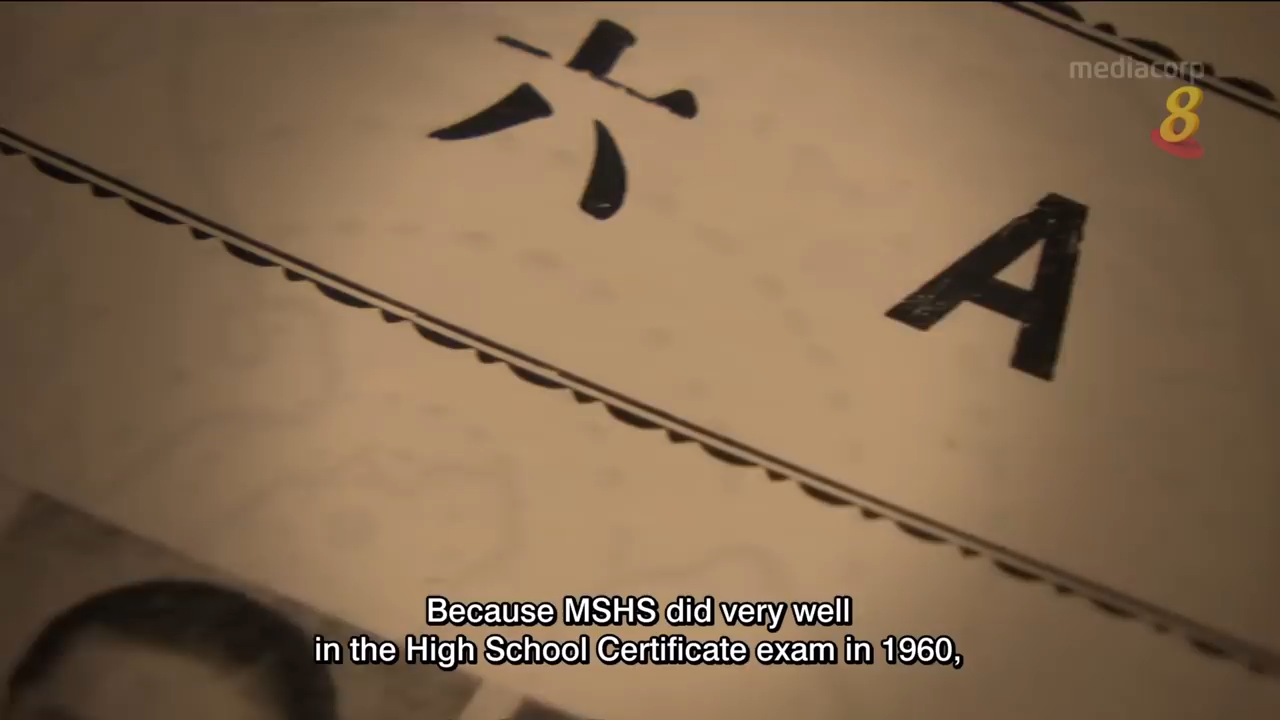 六
A
mediacorp
8
Because MSHS did very well
in the High School Certificate exam in 1960,